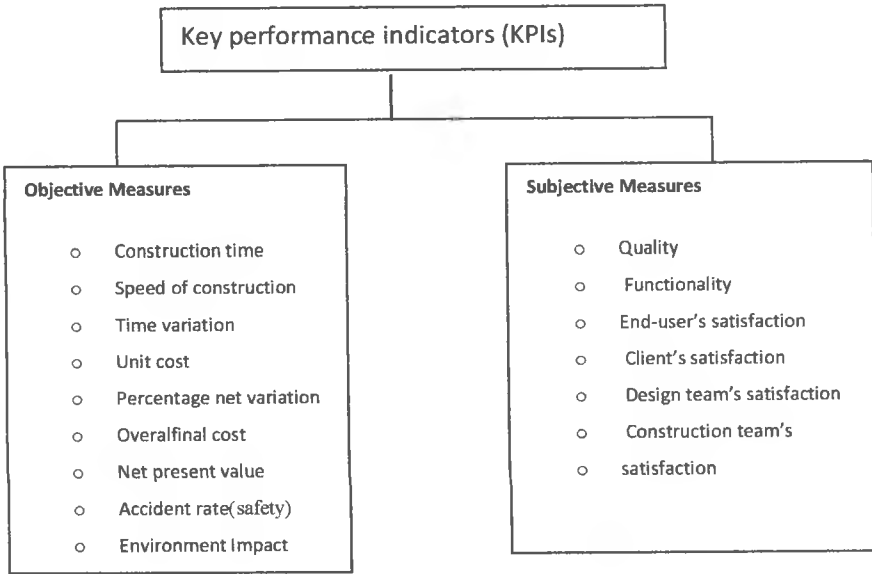 Key performance indicators (KPIs)
Objective Measures
○ Construction time
○ Speed of construction
○ Time variation
○ Unit cost
○ Percentage net variation
○ Overalfinal cost
○ Net present value
○ Accident rate(safety)
○ Environment Impact
Subjective Measures
○ Quality
○ Functionality
○ End-user's satisfaction
○ Client's satisfaction
○ Design team's satisfaction
○ Construction team's
○ satisfaction